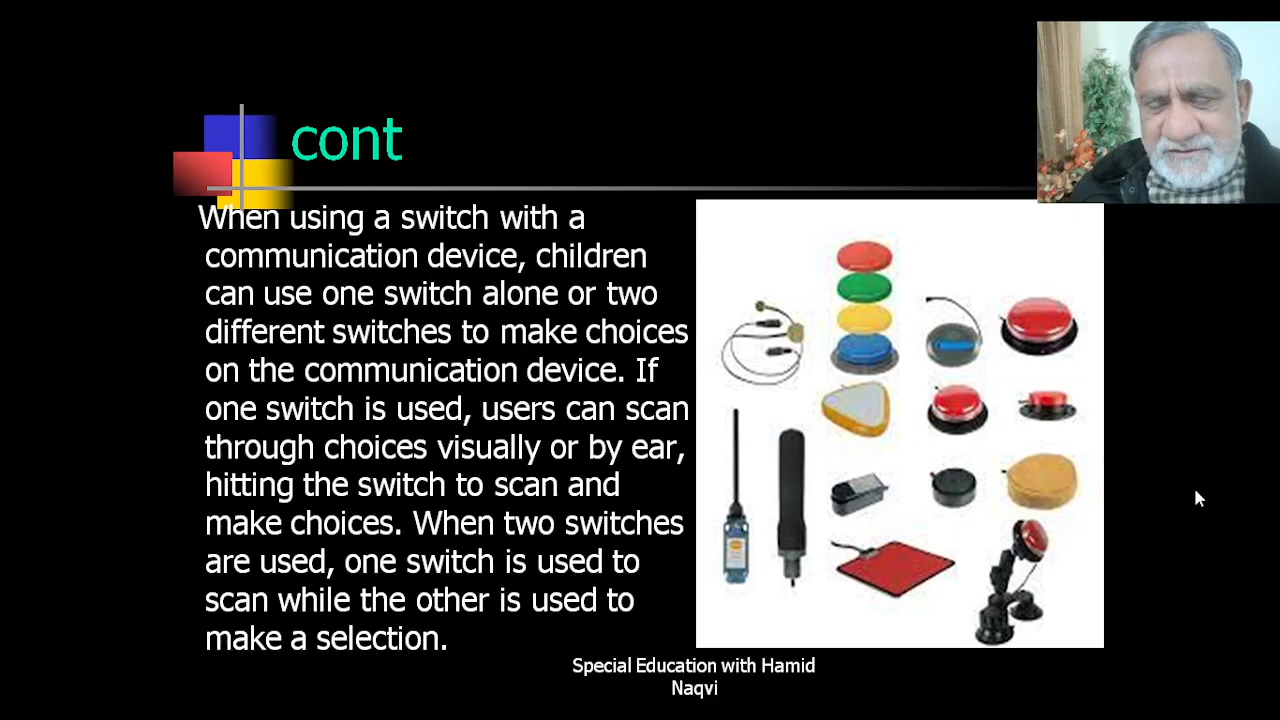 cont
When using a switch with a
communication device, children
can use one switch alone or two
different switches to make choices
on the communication device. If
one switch is used, users can scan
through choices visually or by ear,
hitting the switch to scan and
make choices. When two switches
are used, one switch is used to
scan while the other is used to
make a selection.
Special Education with Hamid
Naqvi